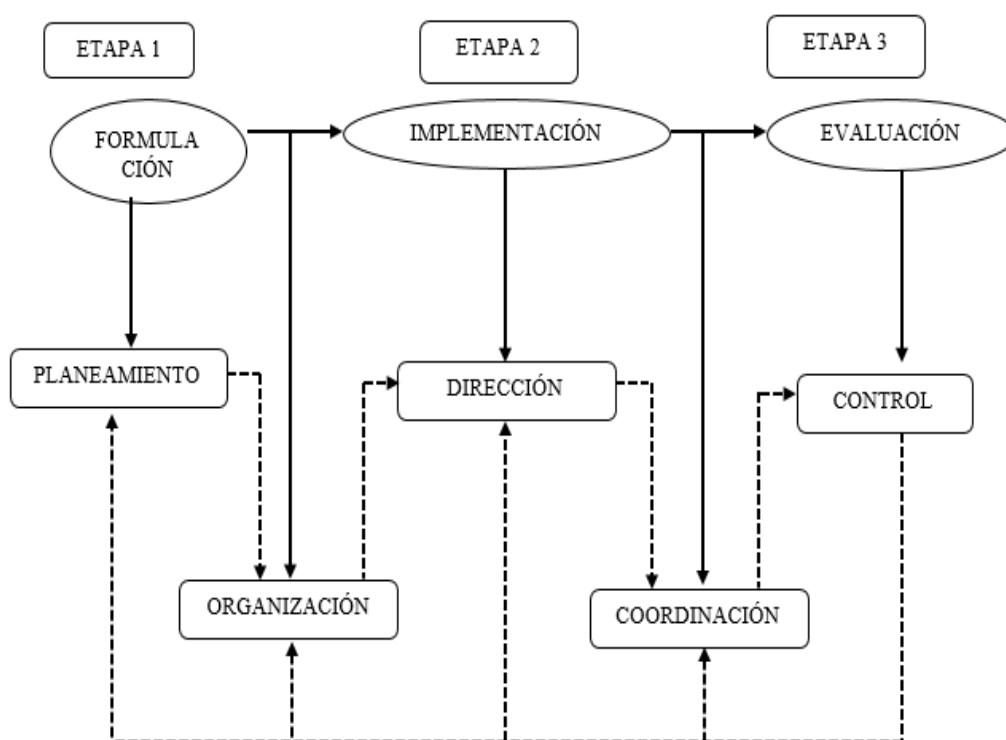 ETAPA 1
ETAPA 2
ETAPA 3
FORMULA
CIÓN
IMPLEMENTACIÓN
EVALUACIÓN
PLANEAMIENTO
DIRECCIÓN
CONTROL
ORGANIZACIÓN
COORDINACIÓN